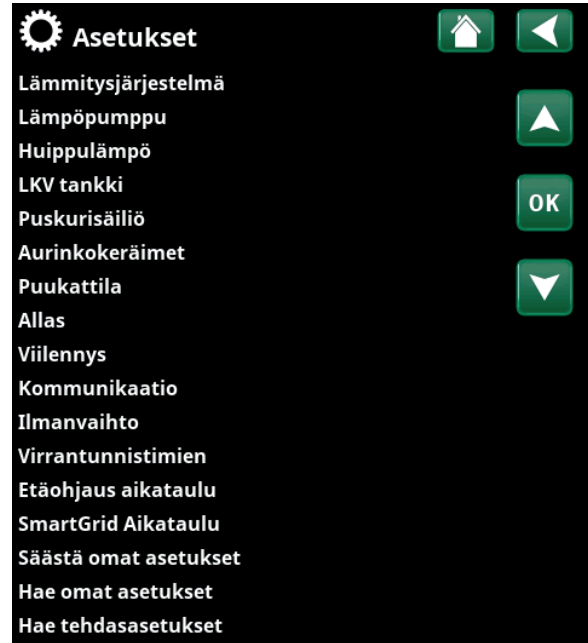 Asetukset
Lämmitysjärjestelmä
Lämpöpumppu
Huippulämpö
LKV tankki
Puskurisäiliö
Aurinkokeräimet
Puukattila
Allas
Viilennys
Kommunikaatio
Ilmanvaihto
Virrantunnistimien
Etäohjaus aikataulu
SmartGrid Aikataulu
Säästä omat asetukset
Hae omat asetukset
Hae tehdasasetukset
OK